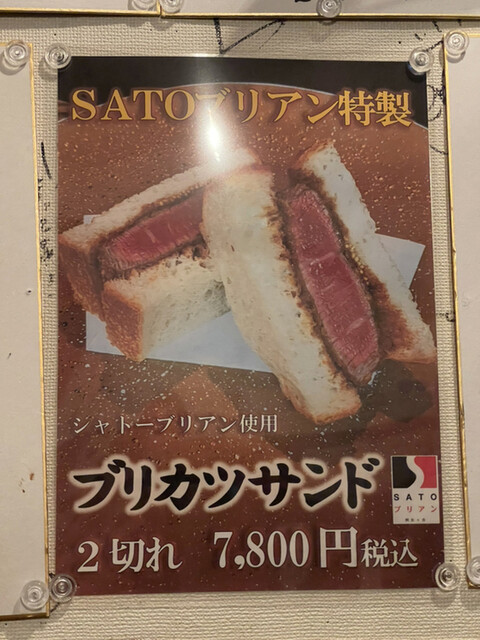 SATOブリアン特製
シャトーブリアン使用
ブリカツサンド
SATO
ブリアン
2切れ 7,800円税込